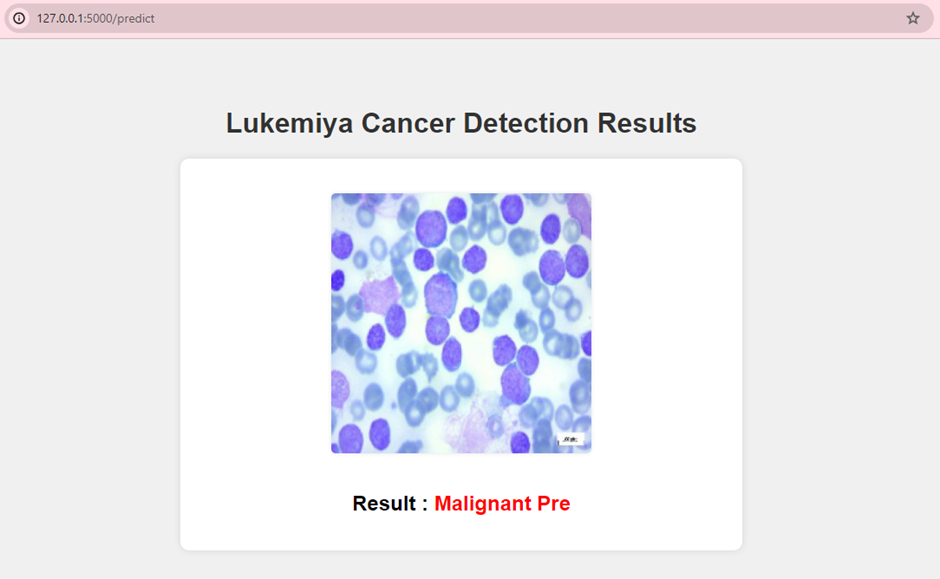 127.0.0.1:5000/predict
Lukemiya Cancer Detection Results
Result : Malignant Pre